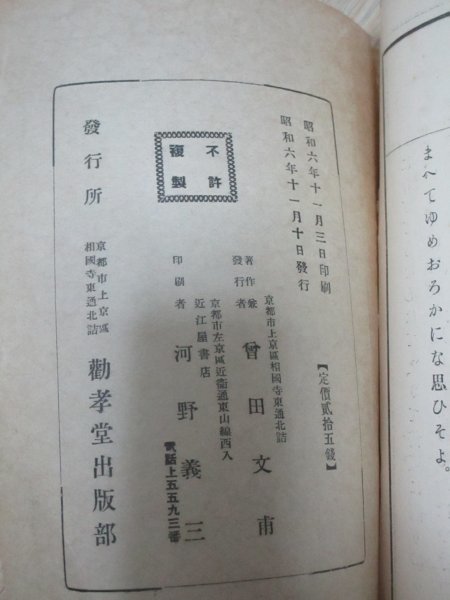 まへてゆめおろかにな思ひそよ。
昭和六年十一月三日印刷
昭和六年十一月十日發行
【定價貳拾五錢】
不許
複製
京都市上京區相國寺東通北詰
著作兼
發行者
曾田文甫
京都市左京區近衞通東山線西入
近江屋書店
印刷者
河野義三
電話上五五九三番
發行所
京都市上京區
相國寺東通北詰
勸孝堂出版部